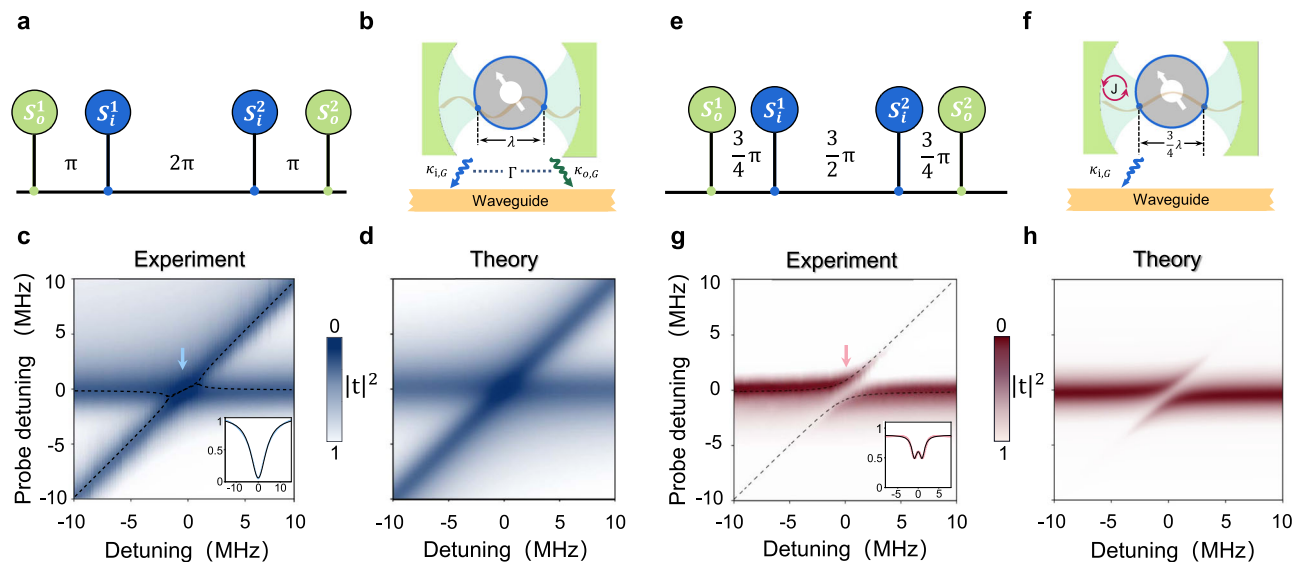 a
S_o^1
S_i^1
S_i^2
S_o^2
π
2π
π
b
λ
κ_{i,G}
Γ
κ_{o,G}
Waveguide
c
Experiment
Probe detuning (MHz)
10
5
0
-5
-10
-10
-5
0
5
10
Detuning (MHz)
1
0.5
0
-10
0
10
0
|t|²
1
d
Theory
-10
-5
0
5
10
Detuning (MHz)
e
S_o^1
S_i^1
S_i^2
S_o^2
3/4 π
3/2 π
3/4 π
f
J
3/4 λ
κ_{i,G}
Waveguide
g
Experiment
Probe detuning (MHz)
10
5
0
-5
-10
-10
-5
0
5
10
Detuning (MHz)
1
0.5
0
-5
0
5
0
|t|²
1
h
Theory
-10
-5
0
5
10
Detuning (MHz)